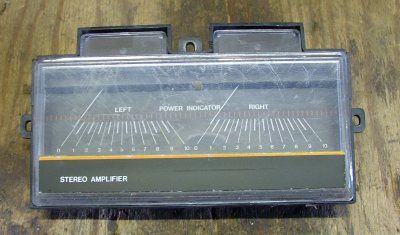 LEFT POWER INDICATOR RIGHT
0 1 2 3 4 5 6 7 8 9 10 0 1 2 3 4 5 6 7 8 9 10
STEREO AMPLIFIER